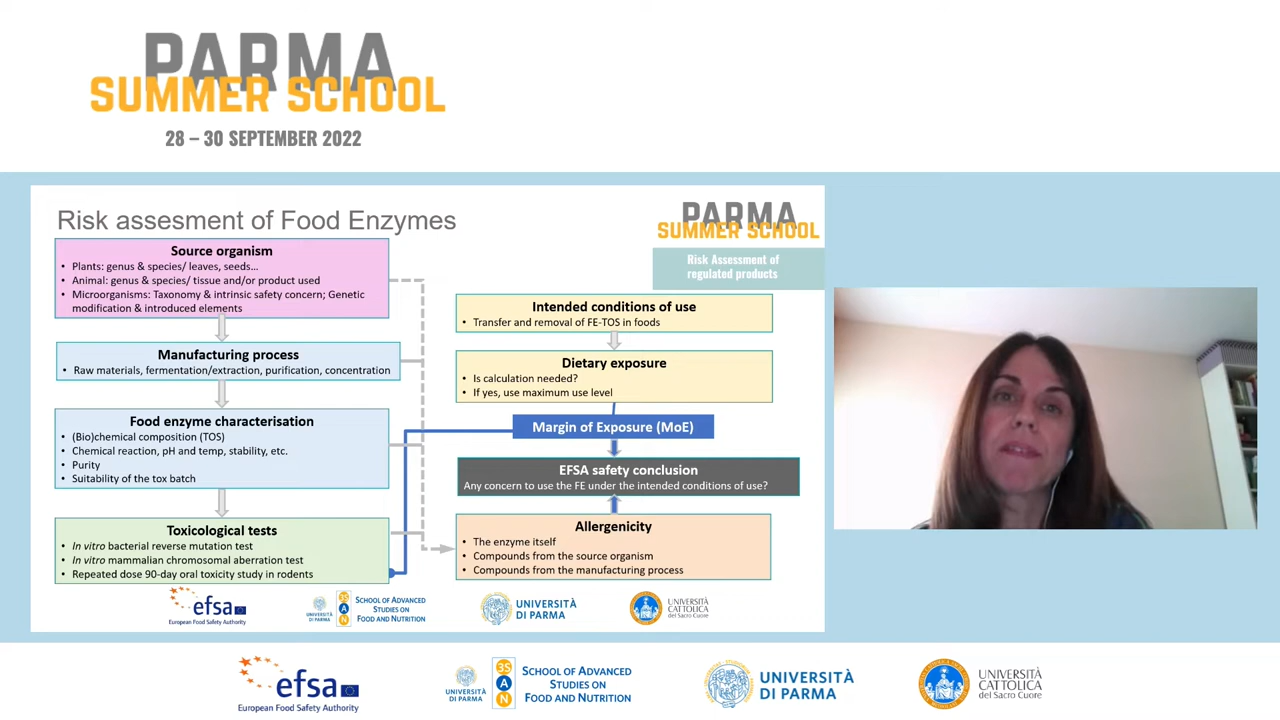 PARMA
SUMMER SCHOOL
28 – 30 SEPTEMBER 2022
Risk assesment of Food Enzymes
PARMA
SUMMER SCHOOL
Risk Assessment of
regulated products
Source organism
• Plants: genus & species/ leaves, seeds…
• Animal: genus & species/ tissue and/or product used
• Microorganisms: Taxonomy & intrinsic safety concern; Genetic
modification & introduced elements
Manufacturing process
• Raw materials, fermentation/extraction, purification, concentration
Food enzyme characterisation
• (Bio)chemical composition (TOS)
• Chemical reaction, pH and temp, stability, etc.
• Purity
• Suitability of the tox batch
Toxicological tests
• In vitro bacterial reverse mutation test
• In vitro mammalian chromosomal aberration test
• Repeated dose 90-day oral toxicity study in rodents
Intended conditions of use
• Transfer and removal of FE-TOS in foods
Dietary exposure
• Is calculation needed?
• If yes, use maximum use level
Margin of Exposure (MoE)
EFSA safety conclusion
Any concern to use the FE under the intended conditions of use?
Allergenicity
• The enzyme itself
• Compounds from the source organism
• Compounds from the manufacturing process
efsa
European Food Safety Authority
UNIVERSITÀ
DI PARMA
3S
A
N
SCHOOL OF ADVANCED
STUDIES ON
FOOD AND NUTRITION
UNIVERSITÀ
DI PARMA
UNIVERSITÀ
CATTOLICA
del Sacro Cuore
efsa
European Food Safety Authority
UNIVERSITÀ
DI PARMA
3S
A
N
SCHOOL OF ADVANCED
STUDIES ON
FOOD AND NUTRITION
UNIVERSITÀ
DI PARMA
UNIVERSITÀ
CATTOLICA
del Sacro Cuore